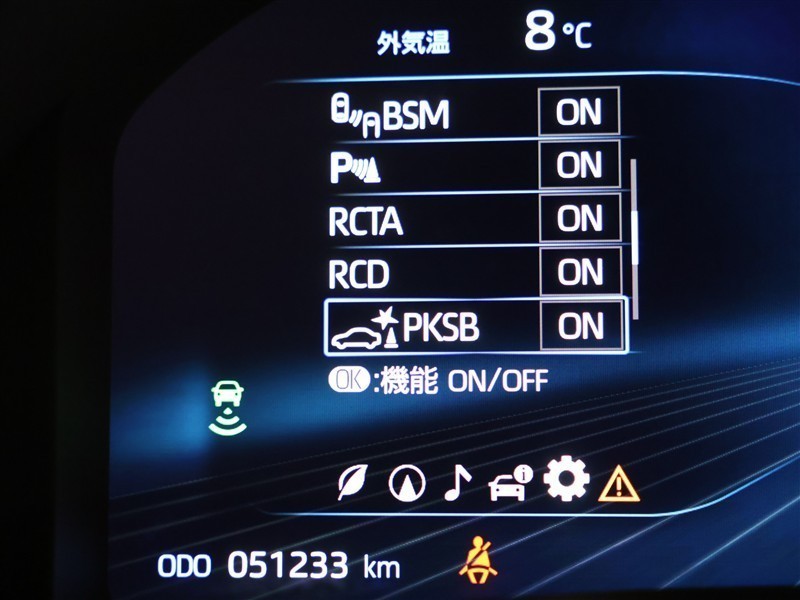 外気温 8℃
BSM ON
P ON
RCTA ON
RCD ON
PKSB ON
OK:機能 ON/OFF
ODO 051233 km